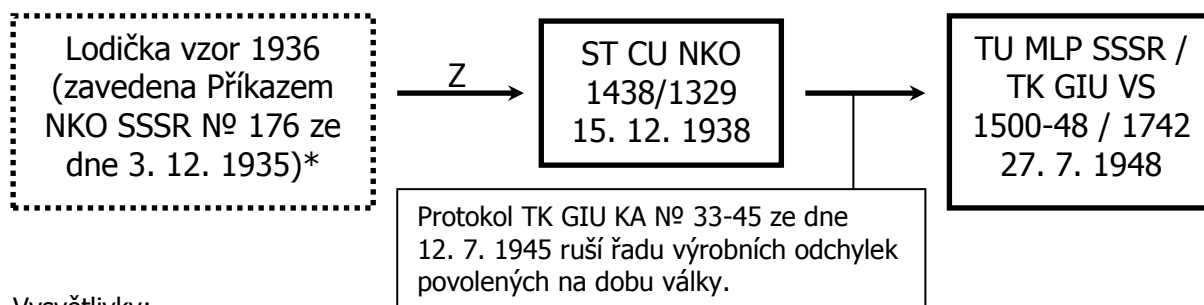 Lodička vzor 1936
(zavedena Příkazem
NKO SSSR № 176 ze
dne 3. 12. 1935)*
Z
ST CU NKO
1438/1329
15. 12. 1938
TU MLP SSSR /
TK GIU VS
1500-48 / 1742
27. 7. 1948
Protokol TK GIU KA № 33-45 ze dne
12. 7. 1945 ruší řadu výrobních odchylek
povolených na dobu války.
Vysvětlivky: